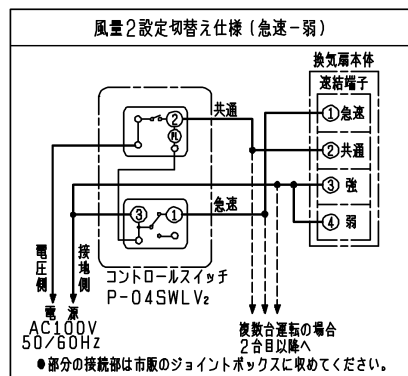 風量2設定切替え仕様(急速-弱)
換気扇本体
速結端子
①急速
②共通
③強
④弱
共通
②
PL
急速
③
①
電圧側
接地側
コントロールスイッチ
P-04SWLV2
電源
AC100V
50/60Hz
複数台運転の場合
2台目以降へ
●部分の接続部は市販のジョイントボックスに収めてください。